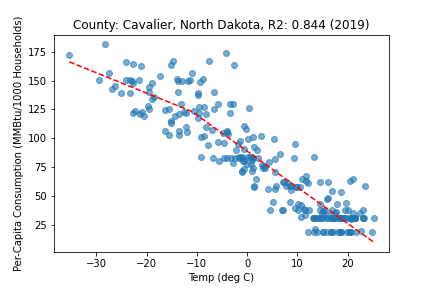 County: Cavalier, North Dakota, R2: 0.844 (2019)
Per-Capita Consumption (MMBtu/1000 Households)
175
150
125
100
75
50
25
−30 −20 −10 0 10 20
Temp (deg C)